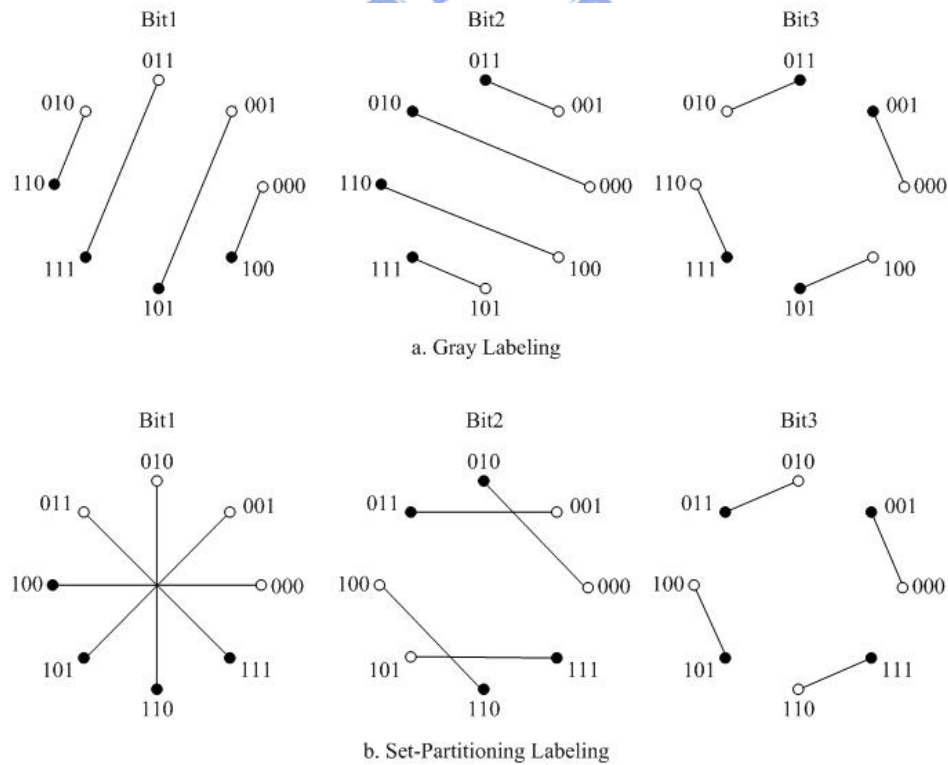 Bit1 Bit2 Bit3
011 011 011
010 001 010 001 010 001
110 000 110 000 110 000
111 100 111 100 111 100
101 101 101
a. Gray Labeling
Bit1 Bit2 Bit3
010 010 010
011 001 011 001 011 001
100 000 100 000 100 000
101 111 101 111 101 111
110 110 110
b. Set-Partitioning Labeling